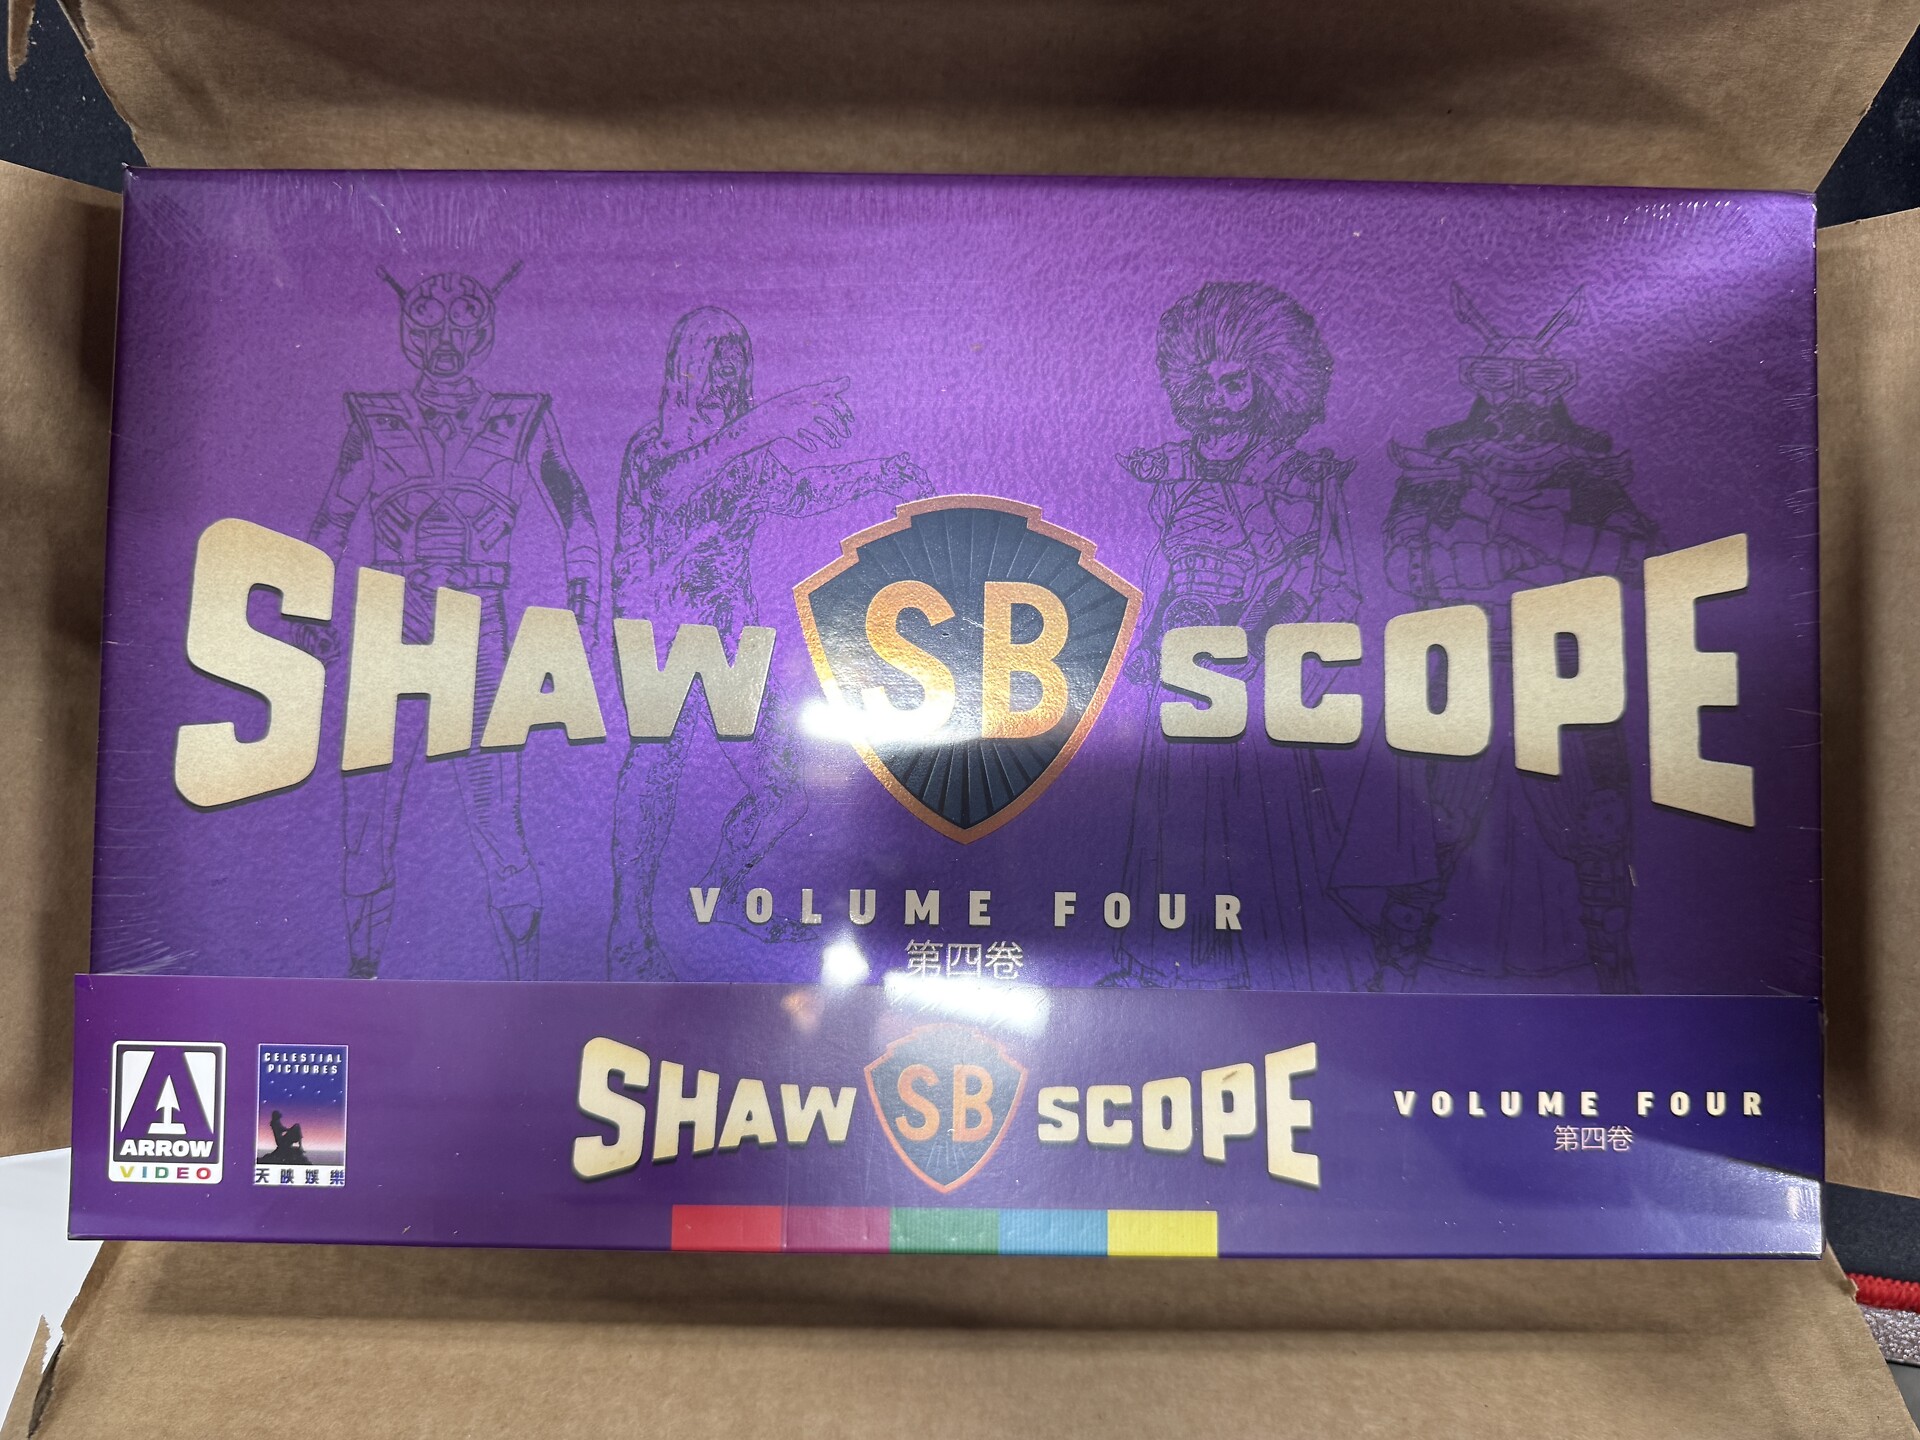 SHAW SB SCOPE
VOLUME FOUR
第四卷
A
ARROW
VIDEO
CELESTIAL
PICTURES
天映娛樂
SHAW SB SCOPE
VOLUME FOUR
第四卷